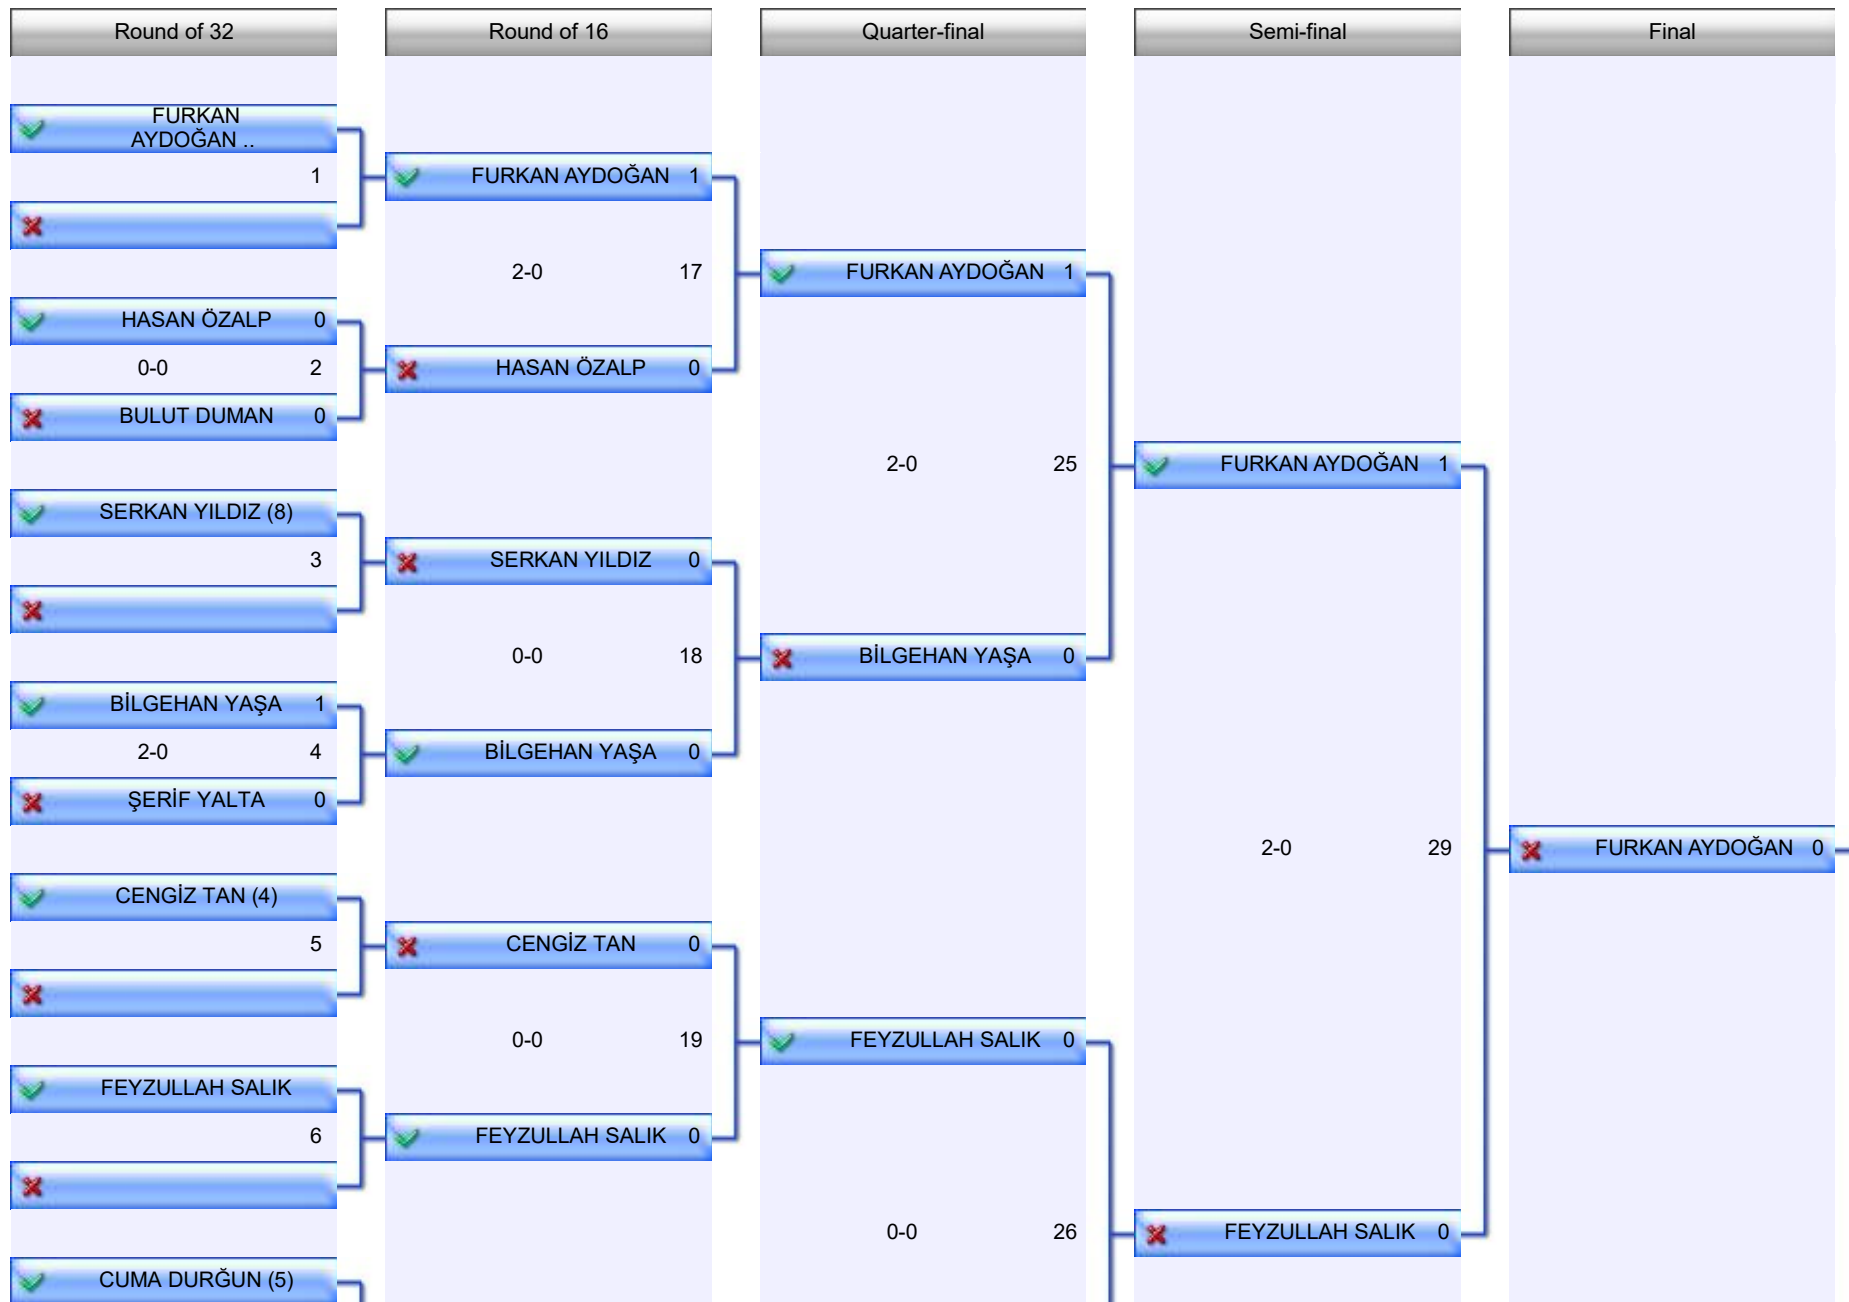 Round of 32
Round of 16
Quarter-final
Semi-final
Final
FURKAN
AYDOĞAN ..
1
FURKAN AYDOĞAN 1
2-0 17
FURKAN AYDOĞAN 1
HASAN ÖZALP 0
0-0 2
HASAN ÖZALP 0
BULUT DUMAN 0
2-0 25
FURKAN AYDOĞAN 1
SERKAN YILDIZ (8)
3
SERKAN YILDIZ 0
0-0 18
BİLGEHAN YAŞA 0
BİLGEHAN YAŞA 1
2-0 4
BİLGEHAN YAŞA 0
ŞERİF YALTA 0
2-0 29
FURKAN AYDOĞAN 0
CENGİZ TAN (4)
5
CENGİZ TAN 0
0-0 19
FEYZULLAH SALIK 0
FEYZULLAH SALIK
6
FEYZULLAH SALIK 0
0-0 26
FEYZULLAH SALIK 0
CUMA DURĞUN (5)